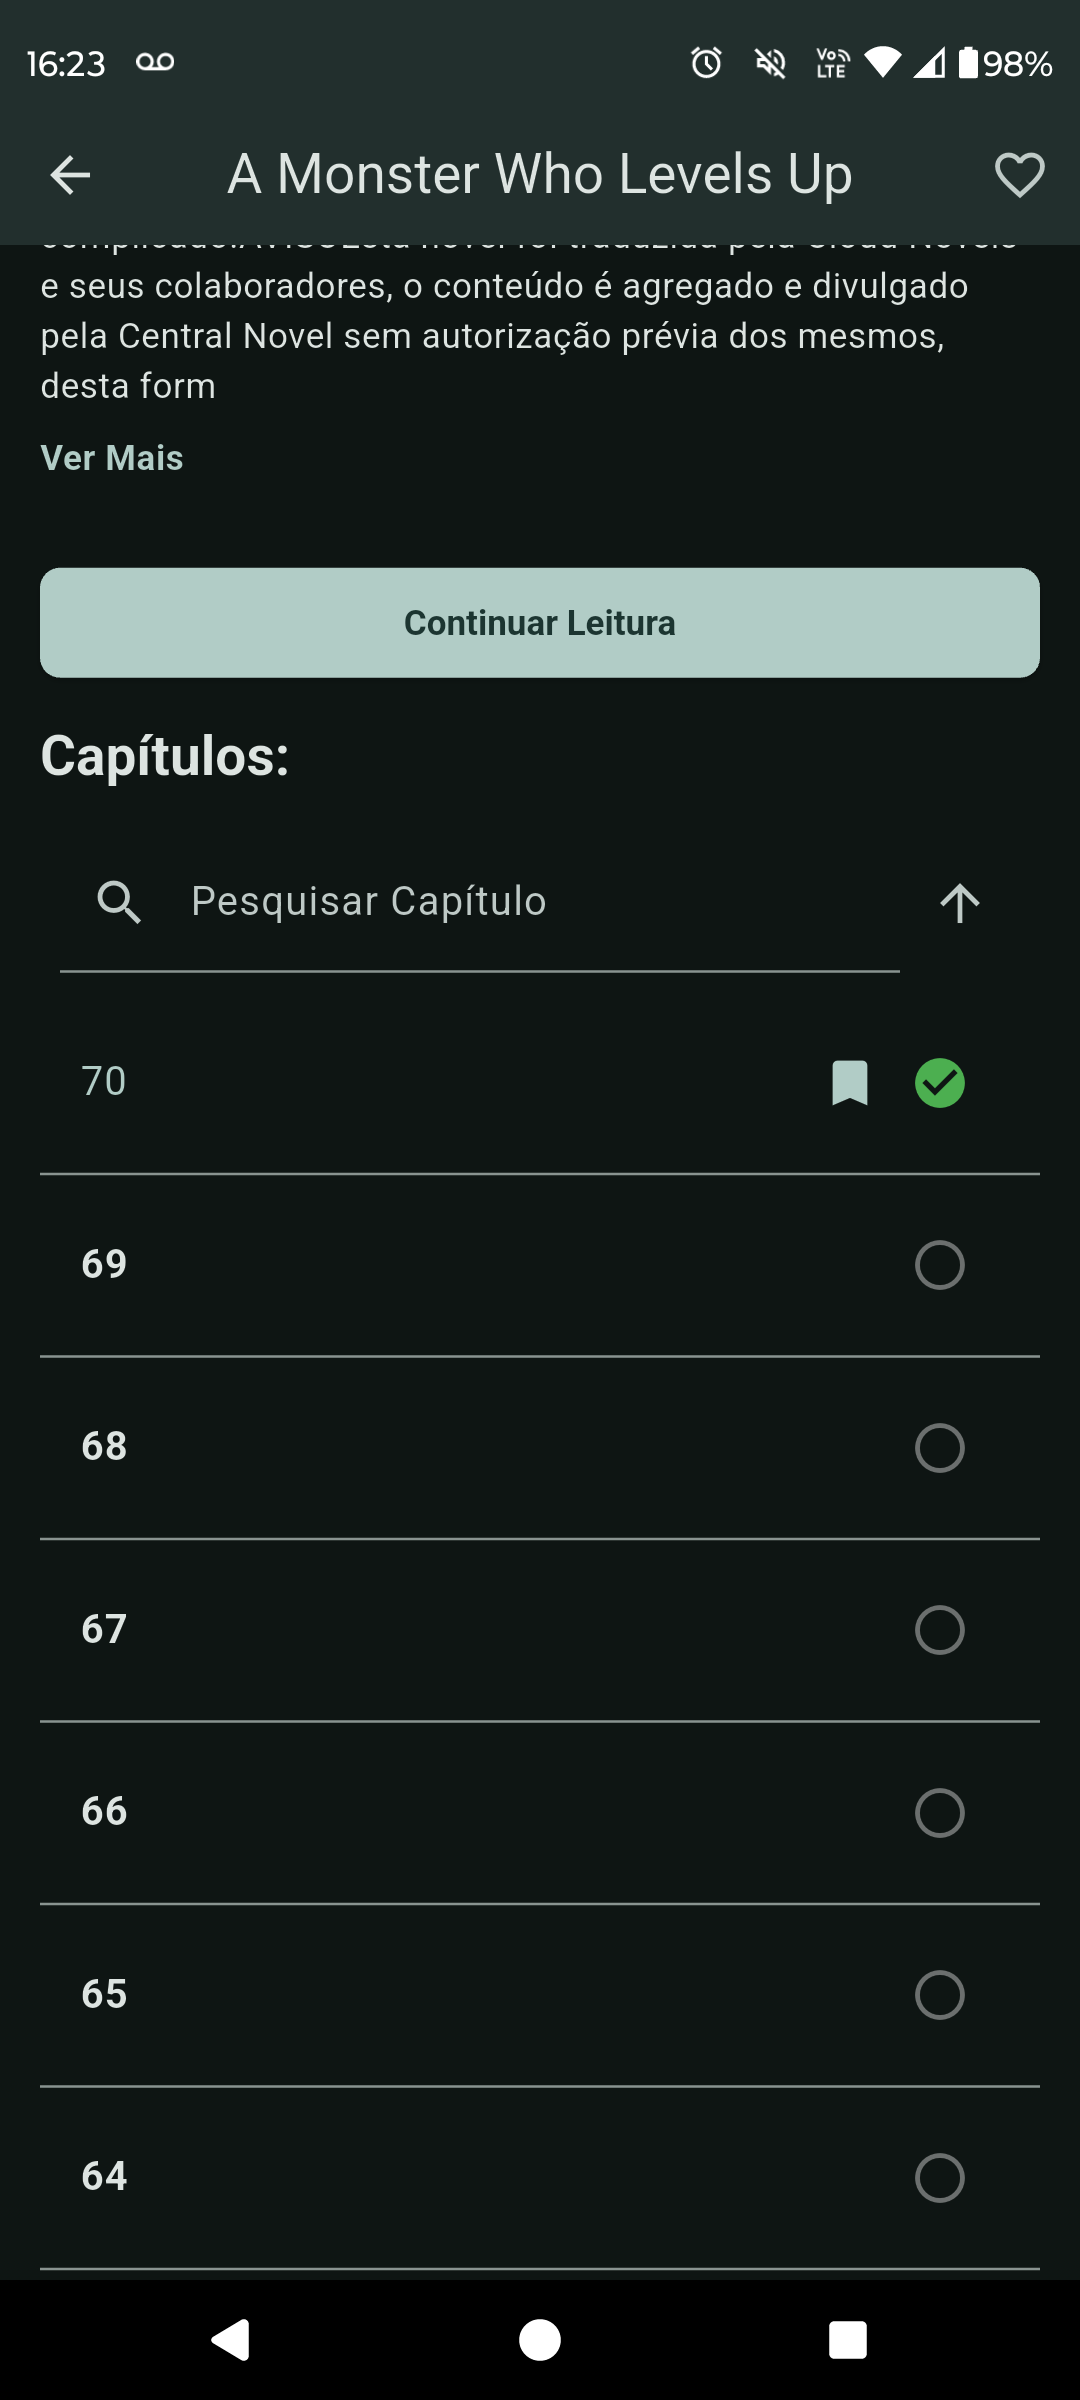 16:23
VoLTE
98%
A Monster Who Levels Up
e seus colaboradores, o conteúdo é agregado e divulgado
pela Central Novel sem autorização prévia dos mesmos,
desta form
Ver Mais
Continuar Leitura
Capítulos:
Pesquisar Capítulo
70
69
68
67
66
65
64